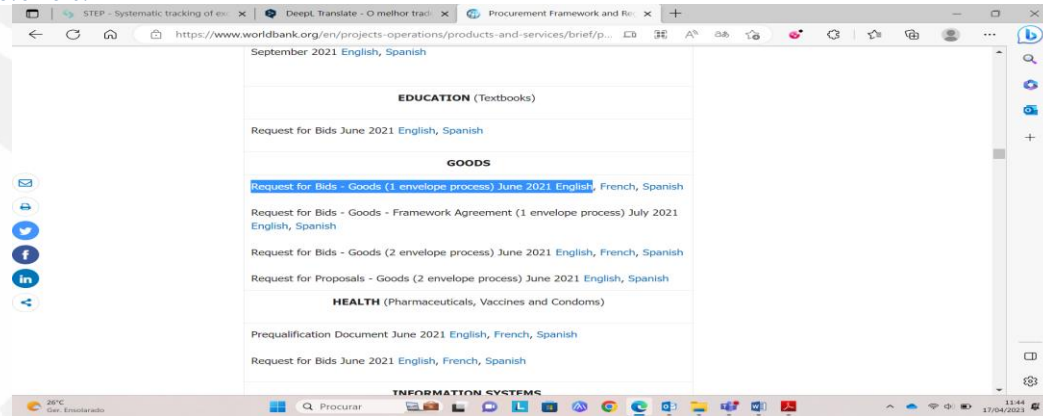 STEP - Systematic tracking of ex
DeepL Translate - O melhor trad
Procurement Framework and Re
https://www.worldbank.org/en/projects-operations/products-and-services/brief/p...
September 2021 English, Spanish
EDUCATION (Textbooks)
Request for Bids June 2021 English, Spanish
GOODS
Request for Bids - Goods (1 envelope process) June 2021 English, French, Spanish
Request for Bids - Goods - Framework Agreement (1 envelope process) July 2021
English, Spanish
Request for Bids - Goods (2 envelope process) June 2021 English, French, Spanish
Request for Proposals - Goods (2 envelope process) June 2021 English, Spanish
HEALTH (Pharmaceuticals, Vaccines and Condoms)
Prequalification Document June 2021 English, French, Spanish
Request for Bids June 2021 English, French, Spanish
INFORMATION SYSTEMS
26°C
Ger. Ensolarado
Procurar
11:44
17/04/2023